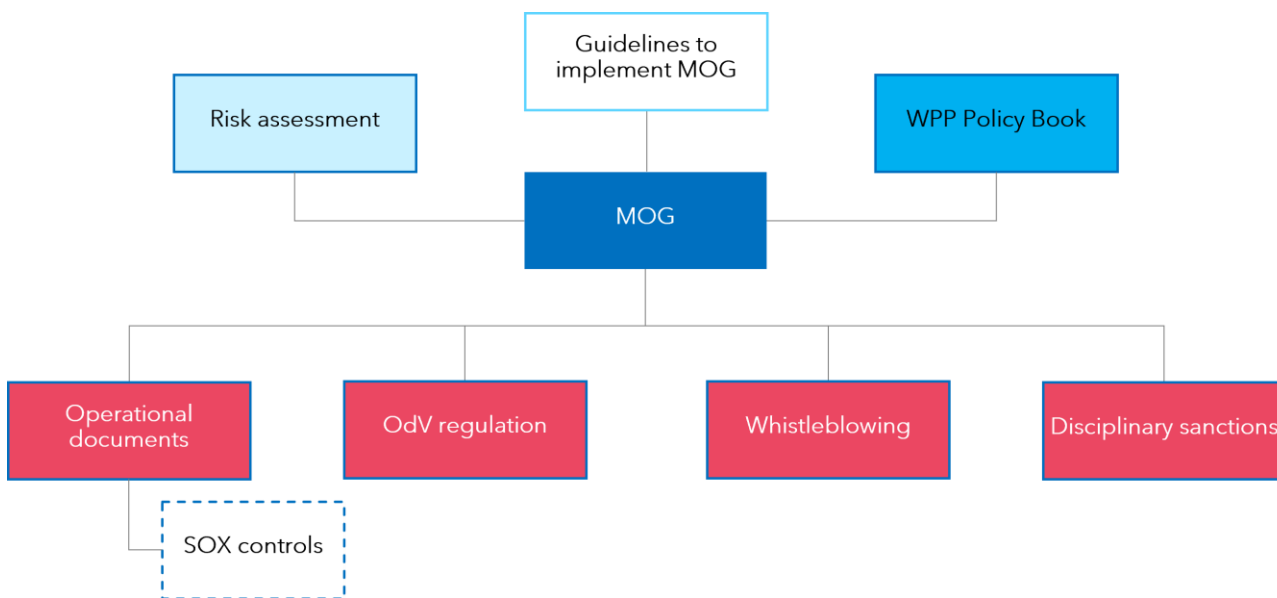 Guidelines to
implement MOG
Risk assessment
WPP Policy Book
MOG
Operational
documents
OdV regulation
Whistleblowing
Disciplinary sanctions
SOX controls